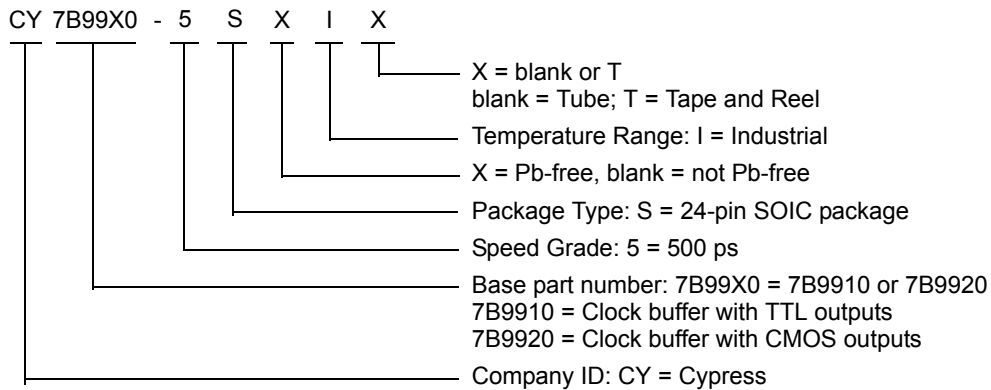 CY 7B99X0 - 5 S X I X
X = blank or T
blank = Tube; T = Tape and Reel
Temperature Range: I = Industrial
X = Pb-free, blank = not Pb-free
Package Type: S = 24-pin SOIC package
Speed Grade: 5 = 500 ps
Base part number: 7B99X0 = 7B9910 or 7B9920
7B9910 = Clock buffer with TTL outputs
7B9920 = Clock buffer with CMOS outputs
Company ID: CY = Cypress